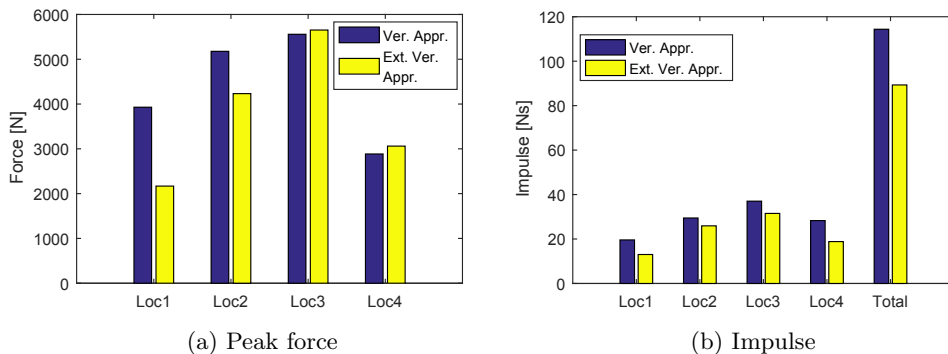 6000
5000
4000
3000
2000
1000
0
Force [N]
Ver. Appr.
Ext. Ver.
Appr.
Loc1 Loc2 Loc3 Loc4
(a) Peak force
120
100
80
60
40
20
0
Impulse [Ns]
Ver. Appr.
Ext. Ver. Appr.
Loc1 Loc2 Loc3 Loc4 Total
(b) Impulse